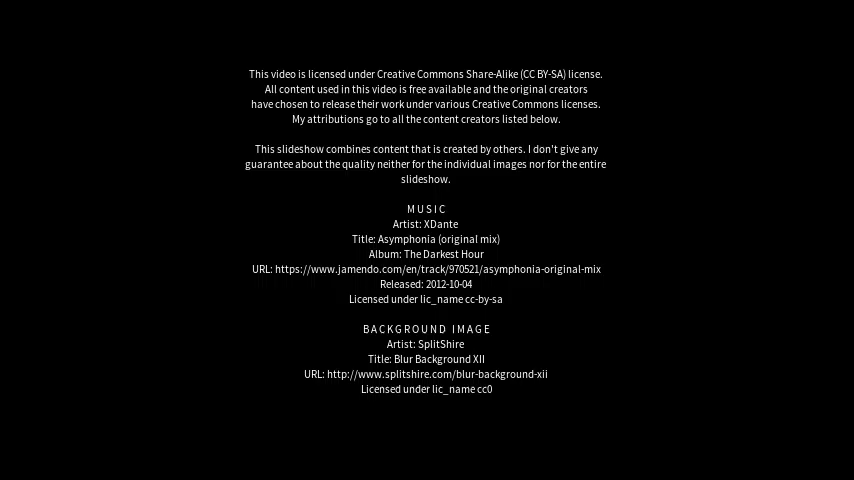 This video is licensed under Creative Commons Share-Alike (CC BY-SA) license.
All content used in this video is free available and the original creators
have chosen to release their work under various Creative Commons licenses.
My attributions go to all the content creators listed below.
This slideshow combines content that is created by others. I don't give any
guarantee about the quality neither for the individual images nor for the entire
slideshow.
MUSIC
Artist: XDante
Title: Asymphonia (original mix)
Album: The Darkest Hour
URL: https://www.jamendo.com/en/track/970521/asymphonia-original-mix
Released: 2012-10-04
Licensed under lic_name cc-by-sa
BACKGROUND IMAGE
Artist: SplitShire
Title: Blur Background XII
URL: http://www.splitshire.com/blur-background-xii
Licensed under lic_name cc0